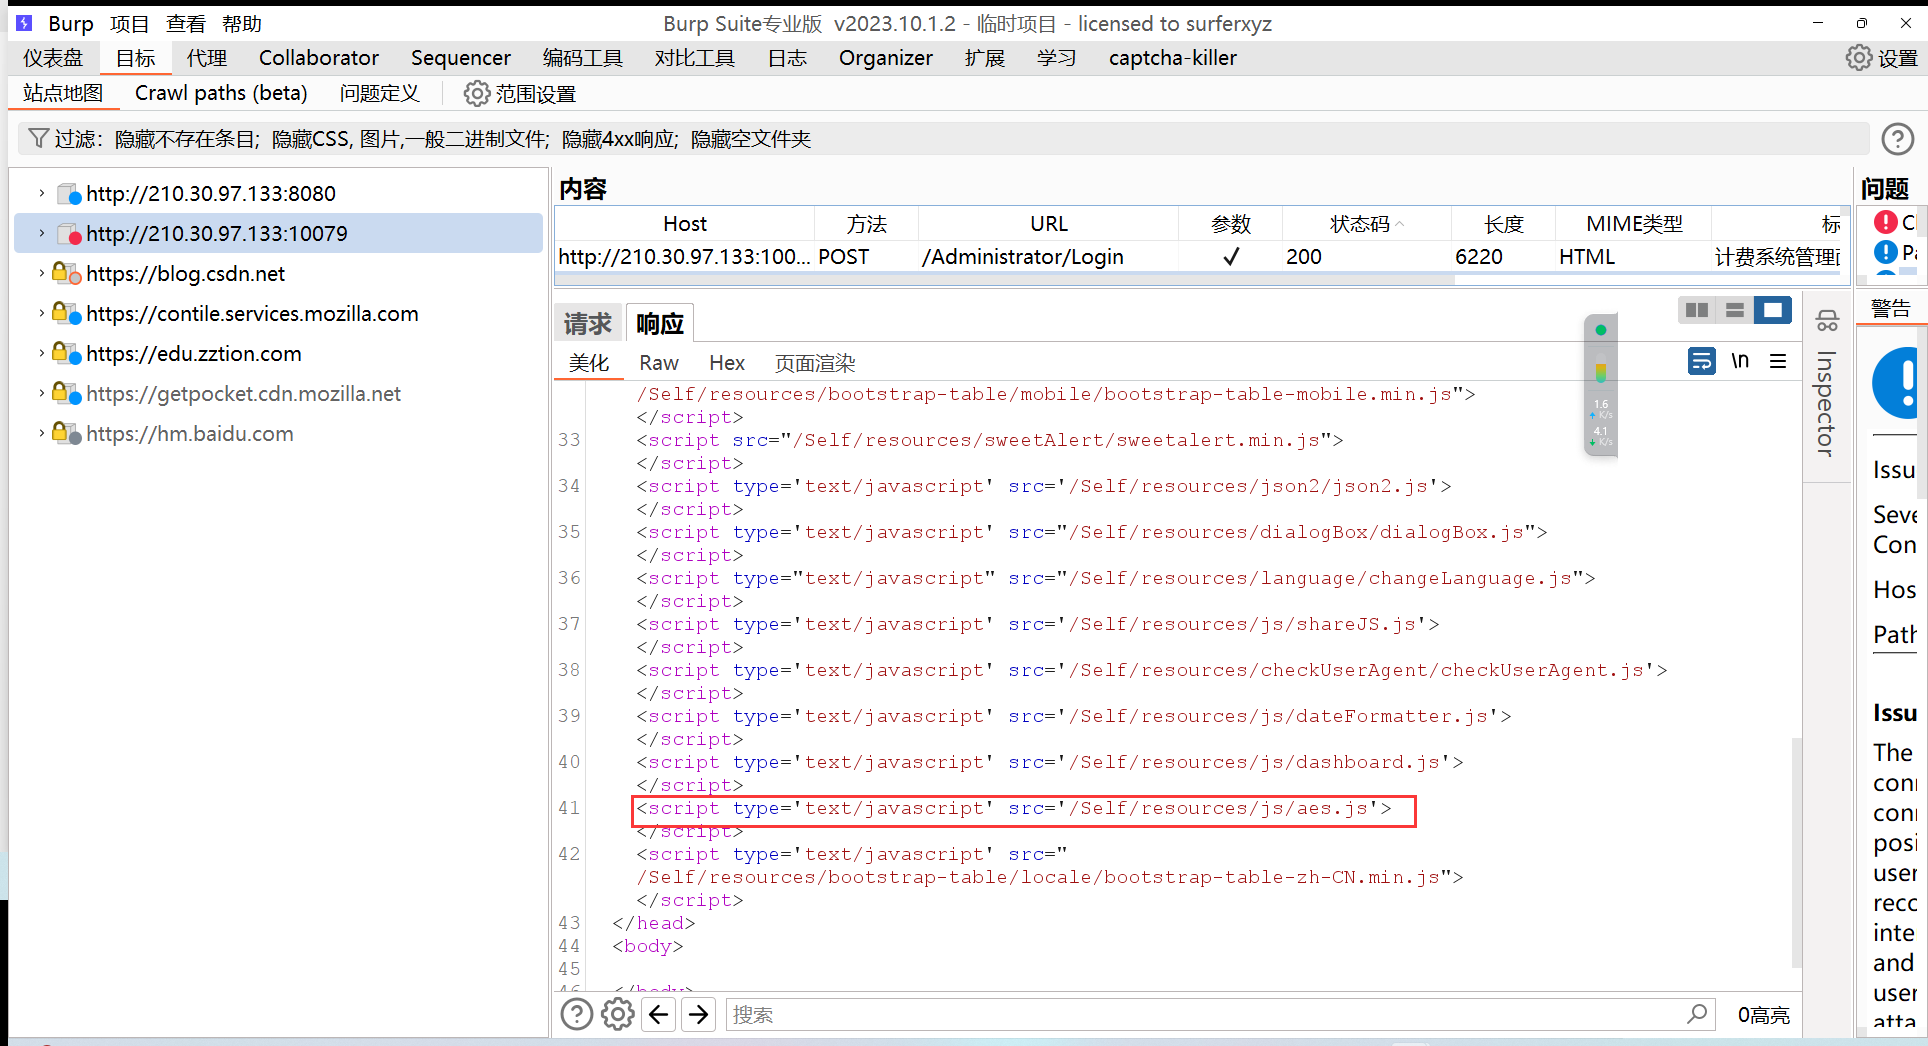 Burp 项目 查看 帮助 Burp Suite专业版 v2023.10.1.2 - 临时项目 - licensed to surferxyz
仪表盘 目标 代理 Collaborator Sequencer 编码工具 对比工具 日志 Organizer 扩展 学习 captcha-killer 设置
站点地图 Crawl paths (beta) 问题定义 范围设置
过滤：隐藏不存在条目; 隐藏CSS, 图片,一般二进制文件; 隐藏4xx响应; 隐藏空文件夹
http://210.30.97.133:8080
http://210.30.97.133:10079
https://blog.csdn.net
https://contile.services.mozilla.com
https://edu.zztion.com
https://getpocket.cdn.mozilla.net
https://hm.baidu.com
内容
Host 方法 URL 参数 状态码 长度 MIME类型 标
http://210.30.97.133:100... POST /Administrator/Login ✓ 200 6220 HTML 计费系统管理
请求 响应
美化 Raw Hex 页面渲染 \n
/Self/resources/bootstrap-table/mobile/bootstrap-table-mobile.min.js">
</script>
33 <script src="/Self/resources/sweetAlert/sweetalert.min.js">
</script>
34 <script type='text/javascript' src='/Self/resources/json2/json2.js'>
</script>
35 <script type='text/javascript' src="/Self/resources/dialogBox/dialogBox.js">
</script>
36 <script type="text/javascript" src="/Self/resources/language/changeLanguage.js">
</script>
37 <script type='text/javascript' src='/Self/resources/js/shareJS.js'>
</script>
38 <script type='text/javascript' src='/Self/resources/checkUserAgent/checkUserAgent.js'>
</script>
39 <script type='text/javascript' src='/Self/resources/js/dateFormatter.js'>
</script>
40 <script type='text/javascript' src='/Self/resources/js/dashboard.js'>
</script>
41 <script type='text/javascript' src='/Self/resources/js/aes.js'>
</script>
42 <script type='text/javascript' src="
/Self/resources/bootstrap-table/locale/bootstrap-table-zh-CN.min.js">
</script>
43 </head>
44 <body>
45
46 </body>
搜索 0高亮
1.6
K/s
4.1
K/s
Inspector
问题
Pa
警告
Issu
Seve
Con
Hos
Path
Issu
The
conn
conn
posi
user
reco
inte
and
user
atta